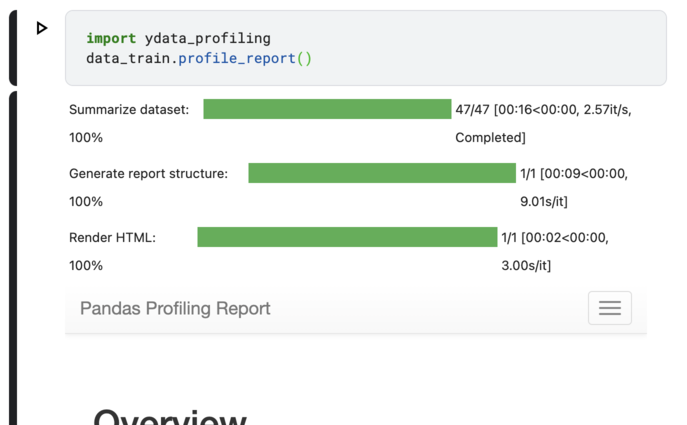 import ydata_profiling
data_train.profile_report()
Summarize dataset: 47/47 [00:16<00:00, 2.57it/s,
100% Completed]
Generate report structure: 1/1 [00:09<00:00,
100% 9.01s/it]
Render HTML: 1/1 [00:02<00:00,
100% 3.00s/it]
Pandas Profiling Report
Overview